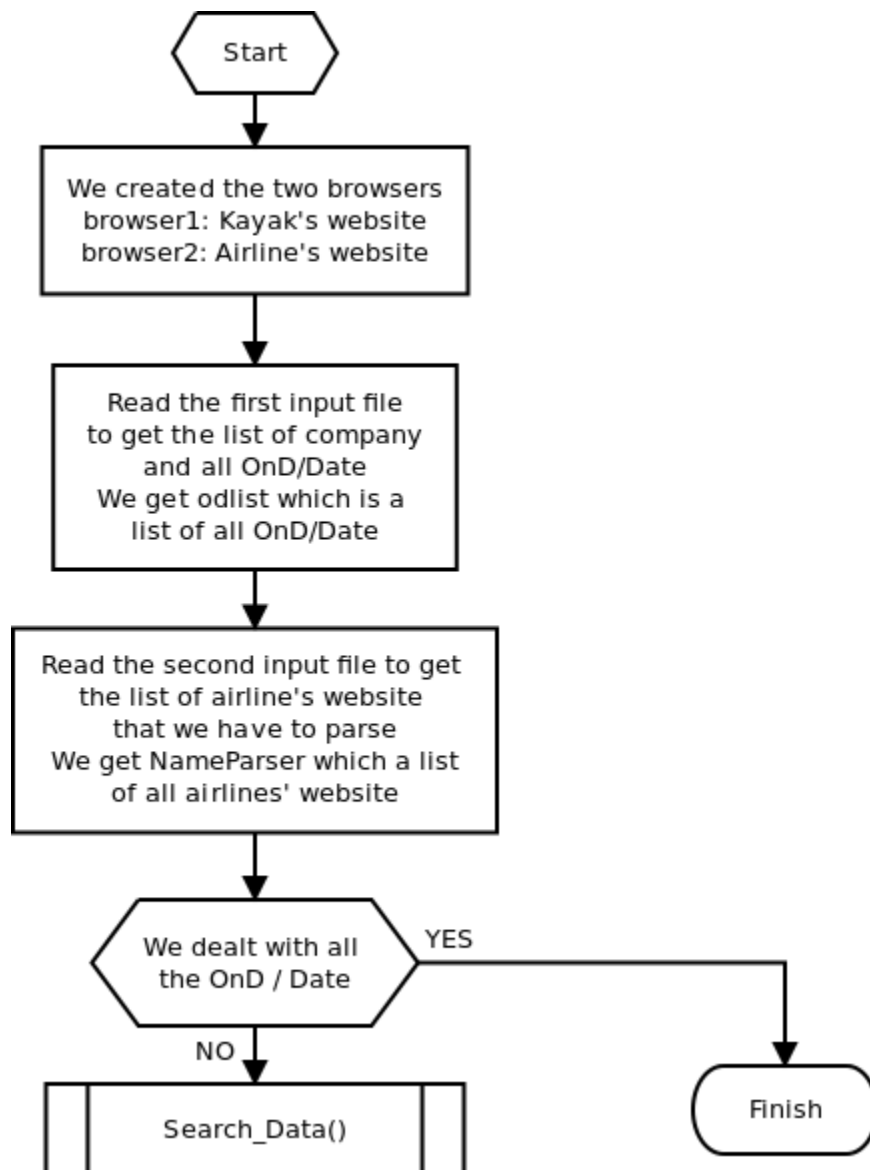 Start
We created the two browsers
browser1: Kayak's website
browser2: Airline's website
Read the first input file
to get the list of company
and all OnD/Date
We get odlist which is a
list of all OnD/Date
Read the second input file to get
the list of airline's website
that we have to parse
We get NameParser which a list
of all airlines' website
We dealt with all
the OnD / Date
YES
NO
Search_Data()
Finish